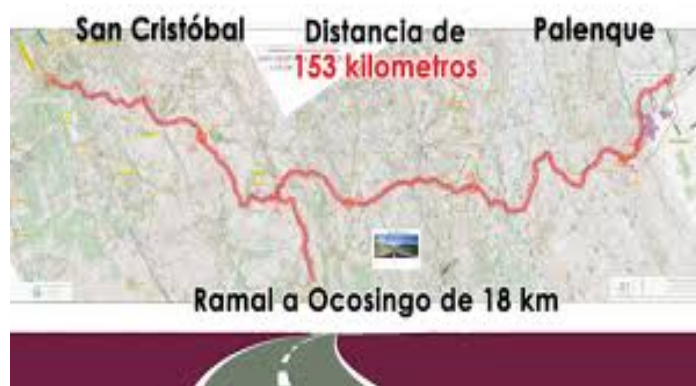 San Cristóbal
Distancia de
153 kilometros
Palenque
Ramal a Ocosingo de 18 km